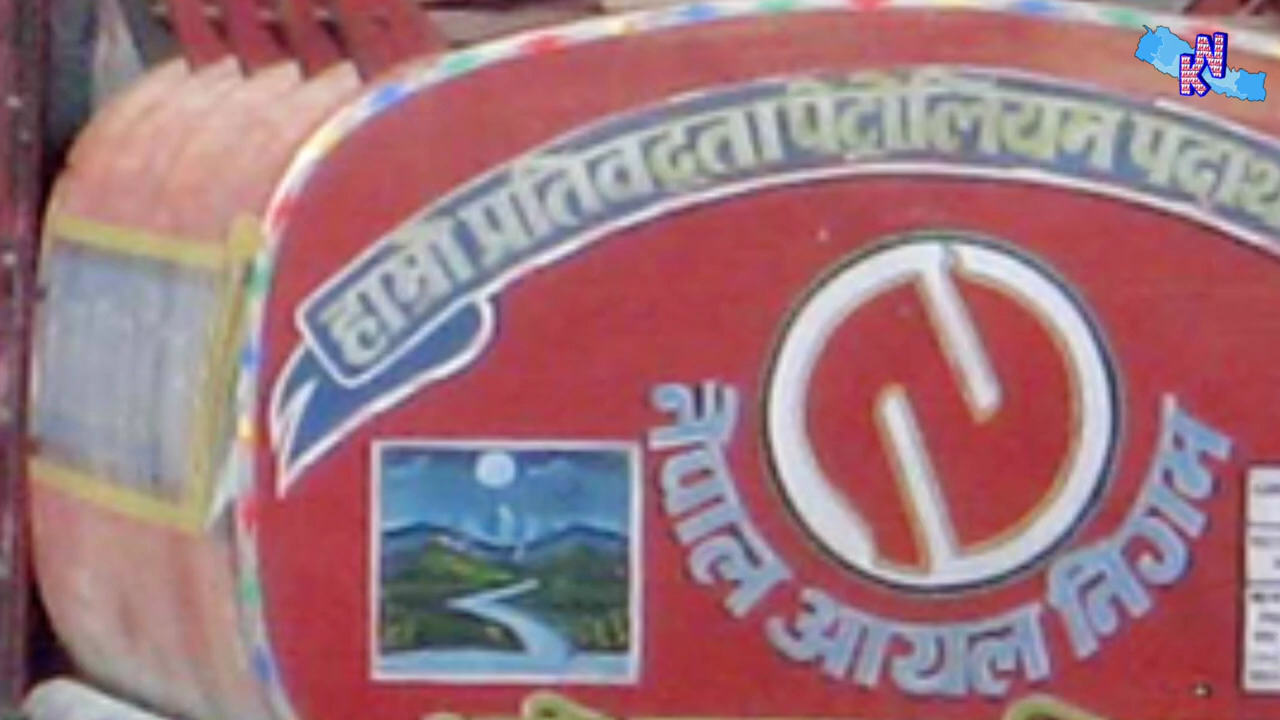 हाम्रो प्रतिवद्धता पेट्रोलियम पदार्थ
नेपाल आयल निगम